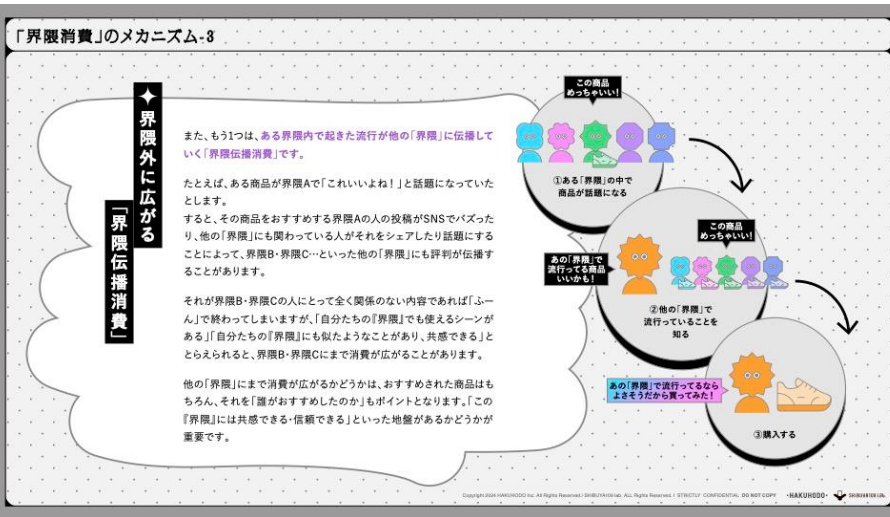 「界隈消費」のメカニズム-3
✦界隈外に広がる
「界隈伝播消費」
また、もう1つは、ある界隈内で起きた流行が他の「界隈」に伝播して
いく「界隈伝播消費」です。
たとえば、ある商品が界隈Aで「これいいよね！」と話題になっていた
とします。
すると、その商品をおすすめする界隈Aの人の投稿がSNSでバズった
り、他の「界隈」にも関わっている人がそれをシェアしたり話題にする
ことによって、界隈B・界隈C…といった他の「界隈」にも評判が伝播す
ることがあります。
それが界隈B・界隈Cの人にとって全く関係のない内容であれば「ふー
ん」で終わってしまいますが、「自分たちの『界隈』でも使えるシーンが
ある」「自分たちの『界隈』にも似たようなことがあり、共感できる」と
とらえられると、界隈B・界隈Cにまで消費が広がることがあります。
他の「界隈」にまで消費が広がるかどうかは、おすすめされた商品はも
ちろん、それを「誰がおすすめしたのか」もポイントとなります。「この
『界隈』には共感できる・信頼できる」といった地盤があるかどうかが
重要です。
この商品
めっちゃいい！
①ある「界隈」の中で
商品が話題になる
この商品
めっちゃいい！
あの「界隈」で
流行ってる商品
いいかも！
②他の「界隈」で
流行っていることを
知る
あの「界隈」で流行ってるなら
よさそうだから買ってみた！
③購入する
Copyright 2024 HAKUHODO Inc. All Rights Reserved./ SHIBUYA109 lab. ALL Rights Reserved. | STRICTLY CONFIDENTIAL DO NOT COPY
·HAKUHODO·
SHIBUYA109 lab.